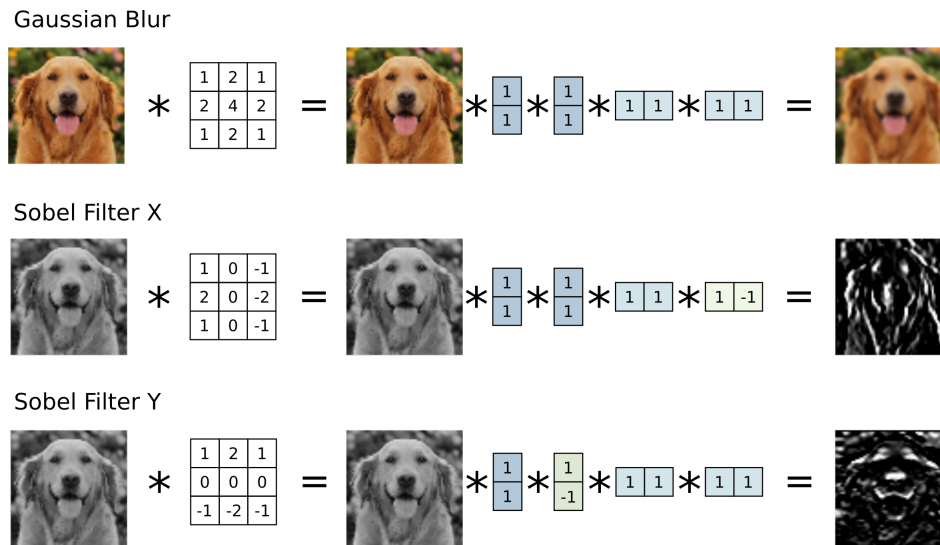 Gaussian Blur
1 2 1
2 4 2
1 2 1
* = * 1 1 * 1 1 * 1 1 * 1 1 =
Sobel Filter X
1 0 -1
2 0 -2
1 0 -1
* = * 1 1 * 1 1 * 1 1 * 1 -1 =
Sobel Filter Y
1 2 1
0 0 0
-1 -2 -1
* = * 1 1 * 1 -1 * 1 1 * 1 1 =